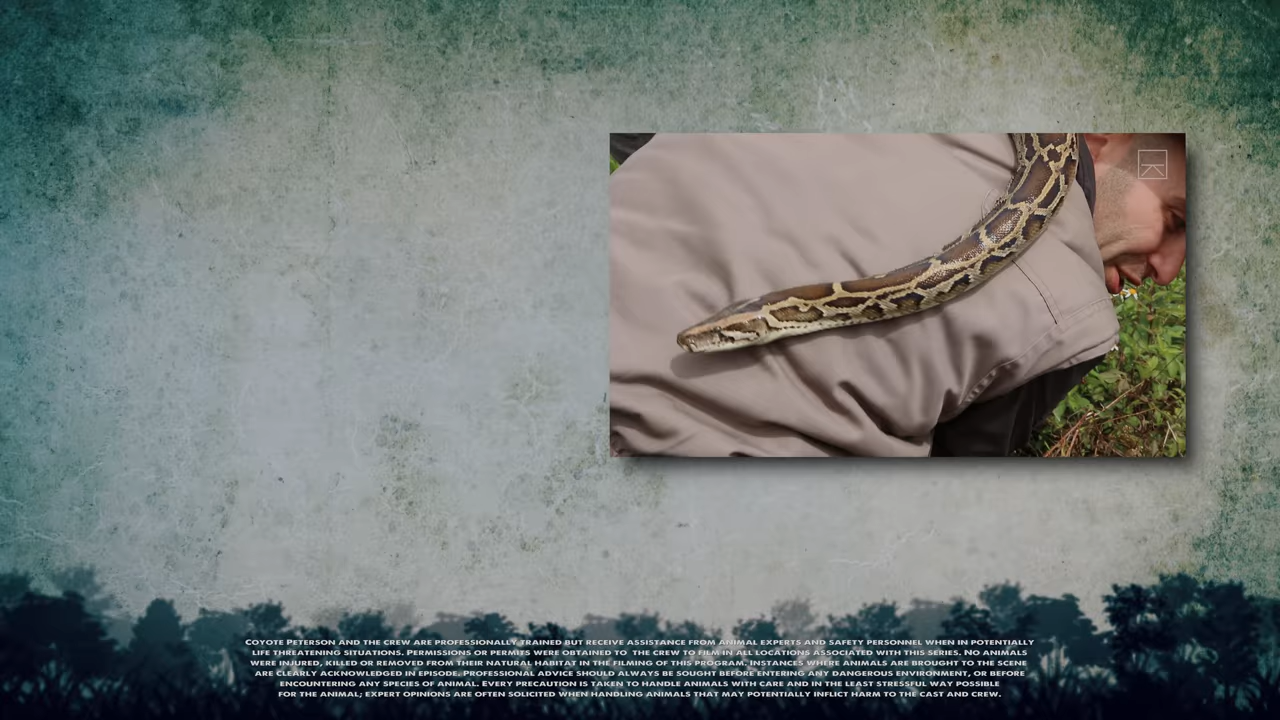 COYOTE PETERSON AND THE CREW ARE PROFESSIONALLY TRAINED BUT RECEIVE ASSISTANCE FROM ANIMAL EXPERTS AND SAFETY PERSONNEL WHEN IN POTENTIALLY
LIFE THREATENING SITUATIONS. PERMISSIONS OR PERMITS WERE OBTAINED TO THE CREW TO FILM IN ALL LOCATIONS ASSOCIATED WITH THIS SERIES. NO ANIMALS
WERE INJURED, KILLED OR REMOVED FROM THEIR NATURAL HABITAT IN THE FILMING OF THIS PROGRAM. INSTANCES WHERE ANIMALS ARE BROUGHT TO THE SCENE
ARE CLEARLY ACKNOWLEDGED IN EPISODE. PROFESSIONAL ADVICE SHOULD ALWAYS BE SOUGHT BEFORE ENTERING ANY DANGEROUS ENVIRONMENT, OR BEFORE
ENCOUNTERING ANY SPECIES OF ANIMAL. EVERY PRECAUTION IS TAKEN TO HANDLE ANIMALS WITH CARE AND IN THE LEAST STRESSFUL WAY POSSIBLE
FOR THE ANIMAL; EXPERT OPINIONS ARE OFTEN SOLICITED WHEN HANDLING ANIMALS THAT MAY POTENTIALLY INFLICT HARM TO THE CAST AND CREW.